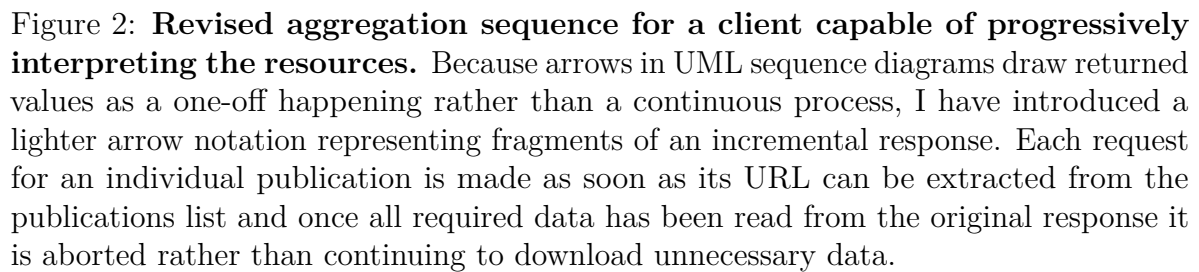 Figure 2: Revised aggregation sequence for a client capable of progressively
interpreting the resources. Because arrows in UML sequence diagrams draw returned
values as a one-off happening rather than a continuous process, I have introduced a
lighter arrow notation representing fragments of an incremental response. Each request
for an individual publication is made as soon as its URL can be extracted from the
publications list and once all required data has been read from the original response it
is aborted rather than continuing to download unnecessary data.